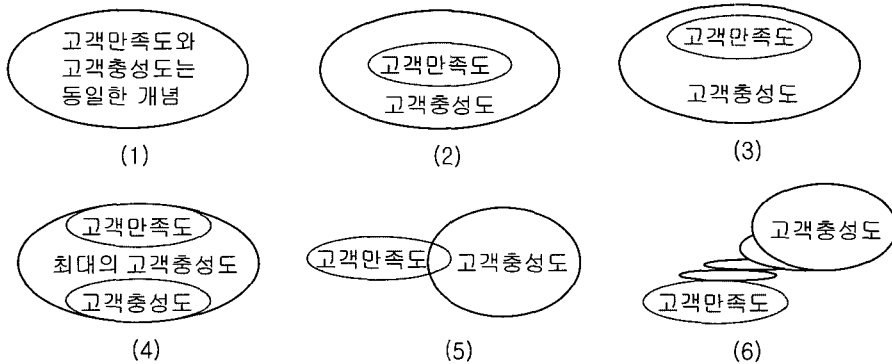 고객만족도와
고객충성도는
동일한 개념
(1)
고객만족도
고객충성도
(2)
고객만족도
고객충성도
(3)
고객만족도
최대의 고객충성도
고객충성도
(4)
고객만족도 고객충성도
(5)
고객충성도
고객만족도
(6)